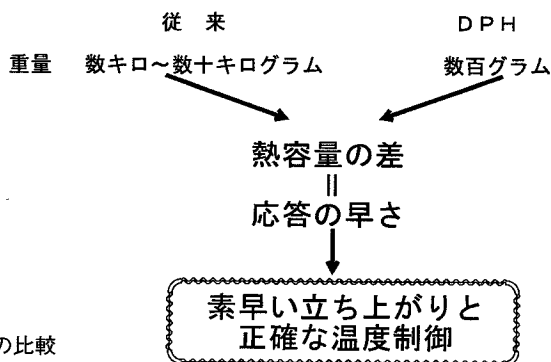 従 来 DPH
重量 数キロ~数十キログラム 数百グラム
熱容量の差
||
応答の早さ
素早い立ち上がりと
正確な温度制御
の比較